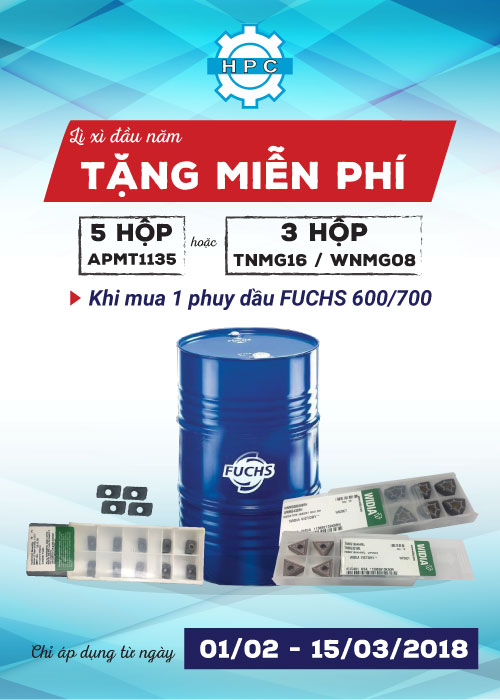 HPC
Lì xì đầu năm
TẶNG MIỄN PHÍ
5 HỘP
APMT1135
hoặc
3 HỘP
TNMG16 / WNMG08
Khi mua 1 phuy dầu FUCHS 600/700
FUCHS
WIDIA
WIDIA
Chỉ áp dụng từ ngày
01/02 - 15/03/2018